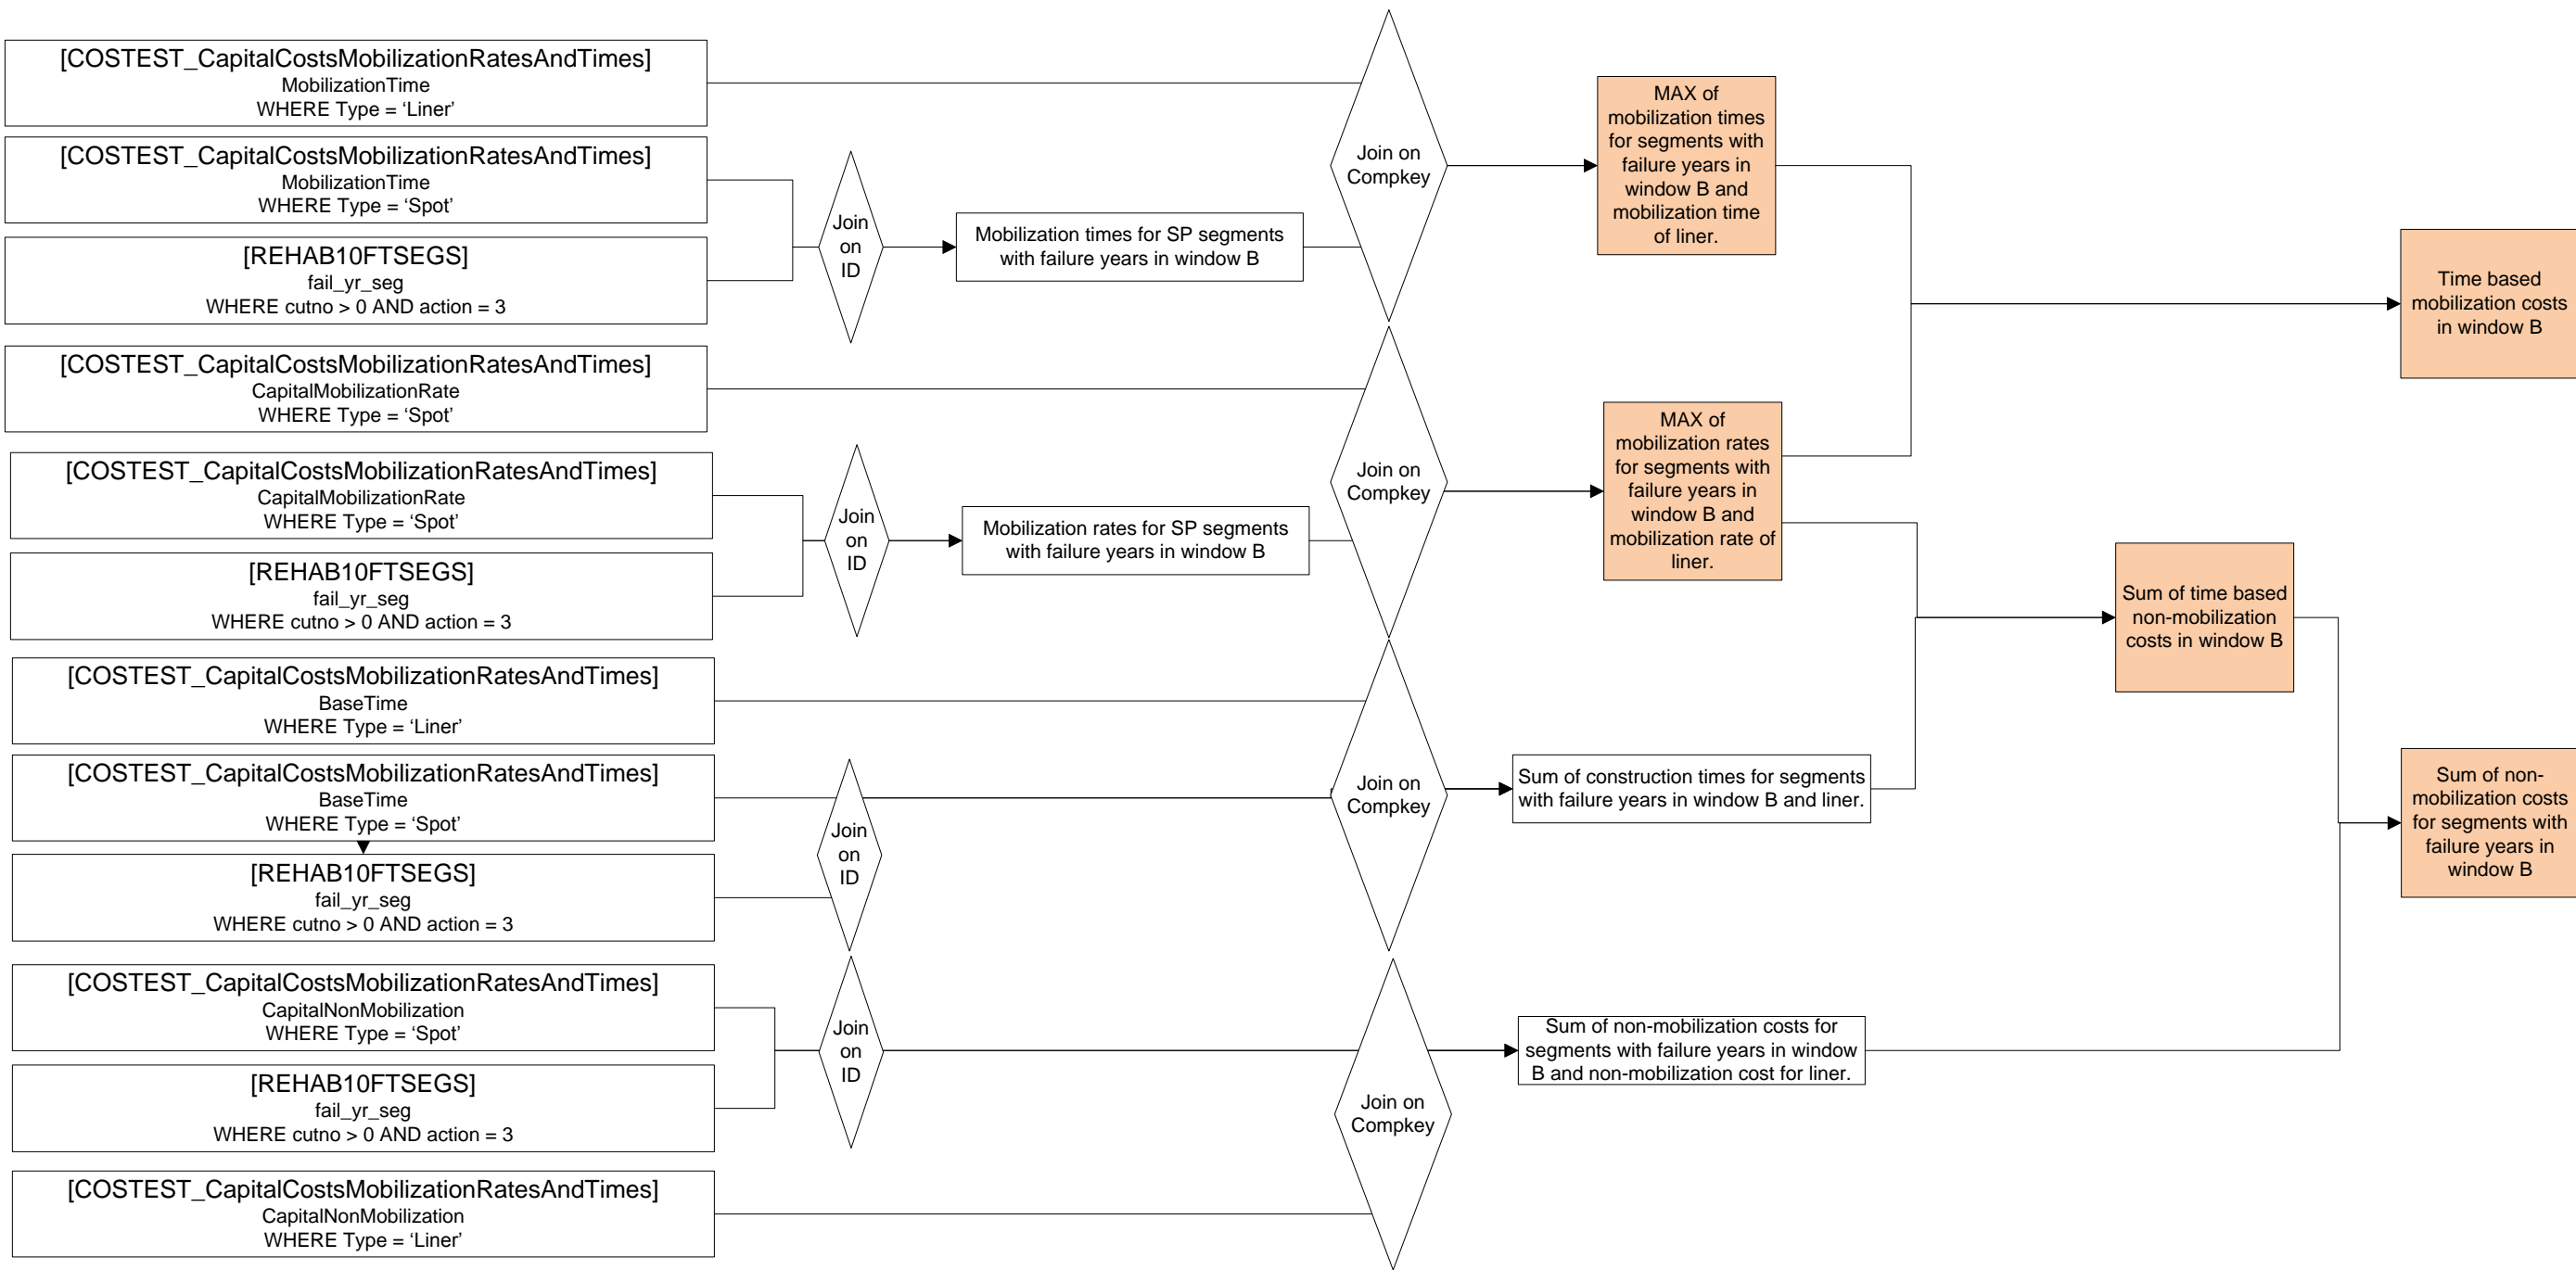 [COSTEST_CapitalCostsMobilizationRatesAndTimes]
MobilizationTime
WHERE Type = ‘Liner’
[COSTEST_CapitalCostsMobilizationRatesAndTimes]
MobilizationTime
WHERE Type = ‘Spot’
[REHAB10FTSEGS]
fail_yr_seg
WHERE cutno > 0 AND action = 3
Join
on
ID
Mobilization times for SP segments
with failure years in window B
Join on
Compkey
MAX of
mobilization times
for segments with
failure years in
window B and
mobilization time
of liner.
Time based
mobilization costs
in window B
[COSTEST_CapitalCostsMobilizationRatesAndTimes]
CapitalMobilizationRate
WHERE Type = ‘Spot’
[COSTEST_CapitalCostsMobilizationRatesAndTimes]
CapitalMobilizationRate
WHERE Type = ‘Spot’
[REHAB10FTSEGS]
fail_yr_seg
WHERE cutno > 0 AND action = 3
Join
on
ID
Mobilization rates for SP segments
with failure years in window B
Join on
Compkey
MAX of
mobilization rates
for segments with
failure years in
window B and
mobilization rate of
liner.
Sum of time based
non-mobilization
costs in window B
[COSTEST_CapitalCostsMobilizationRatesAndTimes]
BaseTime
WHERE Type = ‘Liner’
[COSTEST_CapitalCostsMobilizationRatesAndTimes]
BaseTime
WHERE Type = ‘Spot’
[REHAB10FTSEGS]
fail_yr_seg
WHERE cutno > 0 AND action = 3
Join
on
ID
Join on
Compkey
Sum of construction times for segments
with failure years in window B and liner.
Sum of non-
mobilization costs
for segments with
failure years in
window B
[COSTEST_CapitalCostsMobilizationRatesAndTimes]
CapitalNonMobilization
WHERE Type = ‘Spot’
[REHAB10FTSEGS]
fail_yr_seg
WHERE cutno > 0 AND action = 3
Join
on
ID
[COSTEST_CapitalCostsMobilizationRatesAndTimes]
CapitalNonMobilization
WHERE Type = ‘Liner’
Join on
Compkey
Sum of non-mobilization costs for
segments with failure years in window
B and non-mobilization cost for liner.